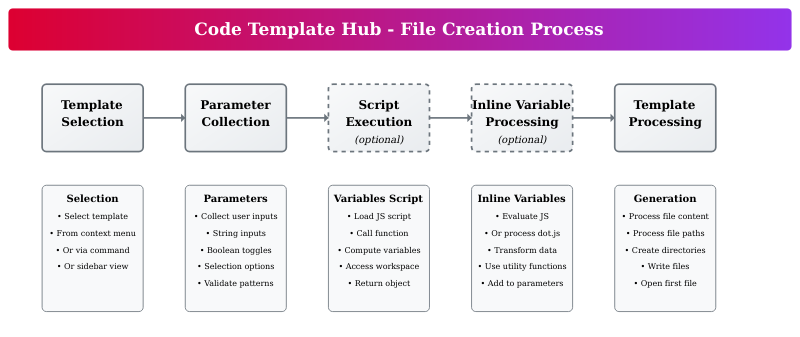 Code Template Hub - File Creation Process
Template
Selection
Parameter
Collection
Script
Execution
(optional)
Inline Variable
Processing
(optional)
Template
Processing
Selection
• Select template
• From context menu
• Or via command
• Or sidebar view
Parameters
• Collect user inputs
• String inputs
• Boolean toggles
• Selection options
• Validate patterns
Variables Script
• Load JS script
• Call function
• Compute variables
• Access workspace
• Return object
Inline Variables
• Evaluate JS
• Or process dot.js
• Transform data
• Use utility functions
• Add to parameters
Generation
• Process file content
• Process file paths
• Create directories
• Write files
• Open first file